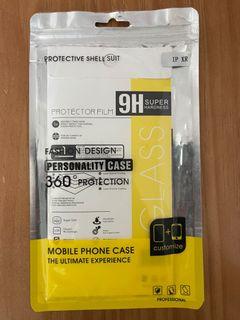 PROTECTIVE SHELL SUIT
IP XR
PROTECTOR FILM
9H SUPER
HARDNESS
GLASS
FASHION DESIGN
PERSONALITY CASE
360° PROTECTION
customize
MOBILE PHONE CASE
THE ULTIMATE EXPERIENCE
PROFESSIONAL